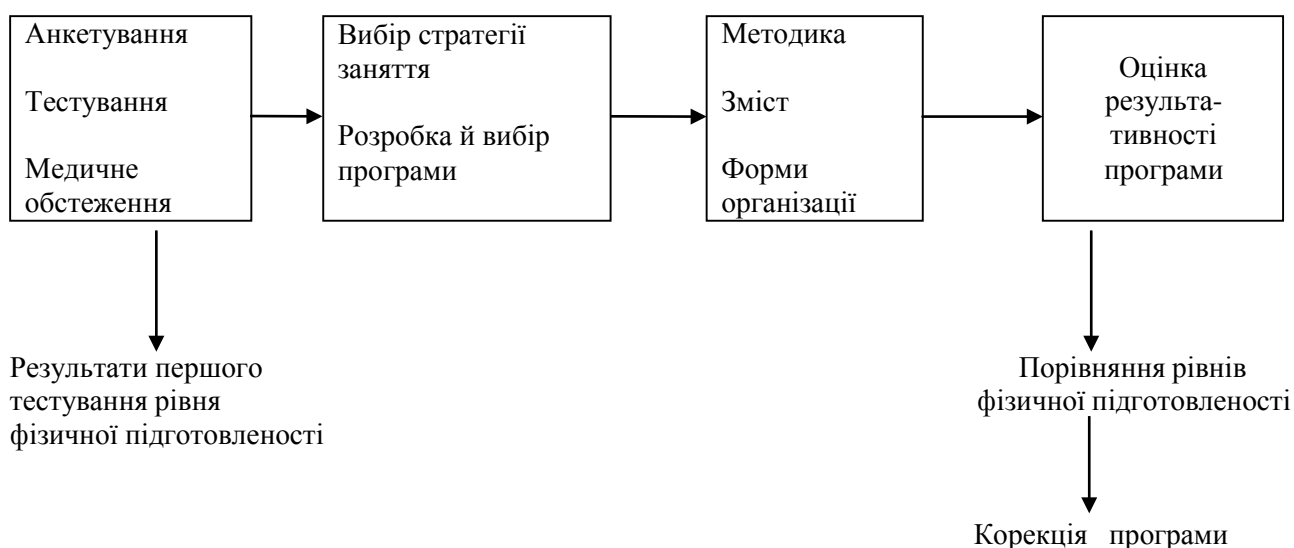 Анкетування
Тестування
Медичне
обстеження
Вибір стратегії
заняття
Розробка й вибір
програми
Методика
Зміст
Форми
організації
Оцінка
результа-
тивності
програми
Результати першого
тестування рівня
фізичної підготовленості
Порівняння рівнів
фізичної підготовленості
Корекція програми